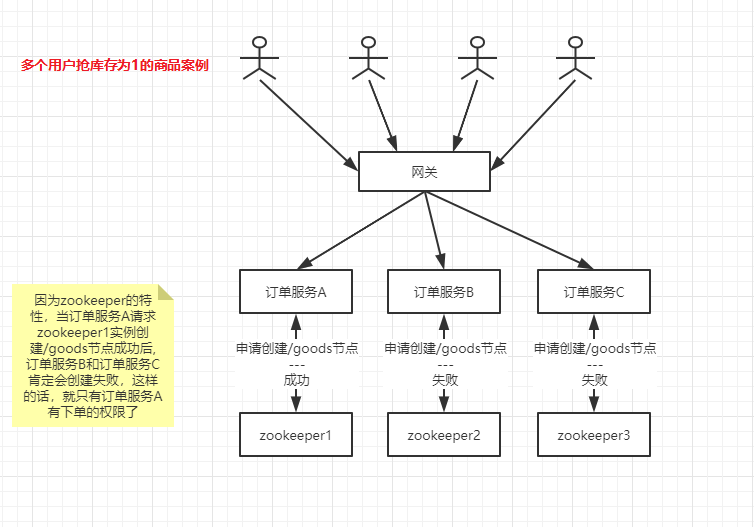 多个用户抢库存为1的商品案例
网关
订单服务A
订单服务B
订单服务C
因为zookeeper的特
性，当订单服务A请求
zookeeper1实例创
建/goods节点成功后,
订单服务B和订单服务C
肯定会创建失败，这样
的话，就只有订单服务A
有下单的权限了
申请创建/goods节点
---
成功
申请创建/goods节点
---
失败
申请创建/goods节点
---
失败
zookeeper1
zookeeper2
zookeeper3